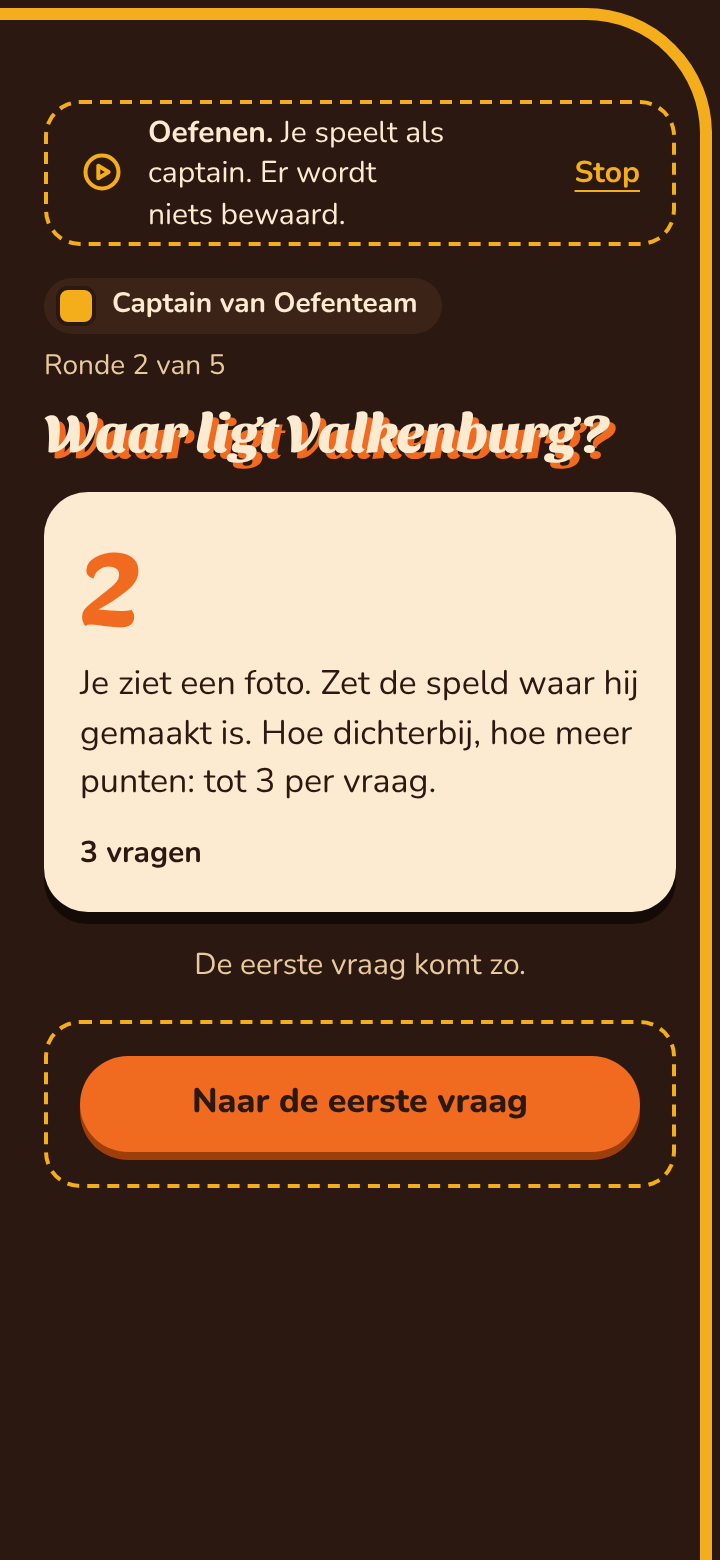 Oefenen. Je speelt als
captain. Er wordt
niets bewaard.
Stop
Captain van Oefenteam
Ronde 2 van 5
Waar ligt Valkenburg?
2
Je ziet een foto. Zet de speld waar hij
gemaakt is. Hoe dichterbij, hoe meer
punten: tot 3 per vraag.
3 vragen
De eerste vraag komt zo.
Naar de eerste vraag